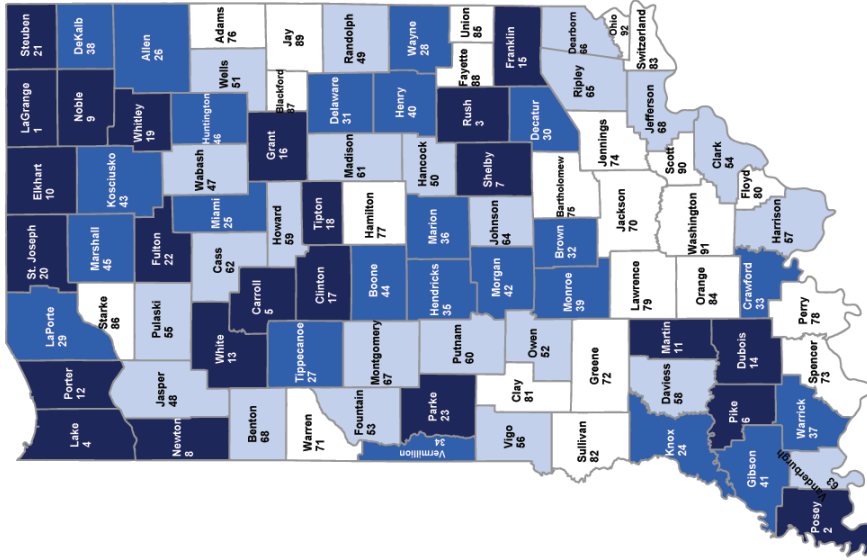 Lake
4
Porter
12
LaPorte
29
St. Joseph
20
Elkhart
10
LaGrange
1
Steuben
21
Starke
86
Marshall
45
Kosciusko
43
Noble
9
DeKalb
38
Newton
8
Jasper
48
Pulaski
55
Fulton
22
Whitley
19
Allen
26
Benton
68
White
13
Cass
62
Miami
25
Wabash
47
Huntington
46
Wells
51
Adams
76
Warren
71
Tippecanoe
27
Carroll
5
Howard
59
Grant
16
Blackford
87
Jay
89
Fountain
53
Montgomery
67
Clinton
17
Tipton
18
Madison
61
Delaware
31
Randolph
49
Boone
44
Hamilton
77
Vermillion
34
Parke
23
Putnam
60
Hendricks
35
Marion
36
Hancock
50
Henry
40
Wayne
28
Vigo
56
Clay
81
Owen
52
Morgan
42
Johnson
64
Shelby
7
Rush
3
Fayette
88
Union
85
Sullivan
82
Greene
72
Monroe
39
Brown
32
Bartholomew
75
Decatur
30
Franklin
15
Knox
24
Daviess
58
Martin
11
Lawrence
79
Jackson
70
Jennings
74
Ripley
65
Dearborn
66
Ohio
92
Switzerland
83
Gibson
41
Pike
6
Dubois
14
Orange
84
Washington
91
Scott
90
Jefferson
68
Posey
2
Vanderburgh
63
Warrick
37
Spencer
73
Perry
78
Crawford
33
Harrison
57
Floyd
80
Clark
54